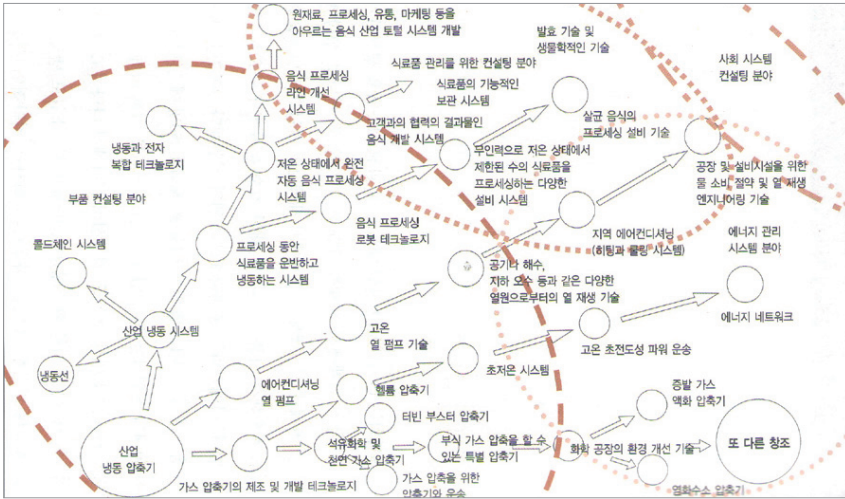 원재료, 프로세싱, 유통, 마케팅 등을
아우르는 음식 산업 토털 시스템 개발
발효 기술 및
생물학적인 기술
사회 시스템
컨설팅 분야
음식 프로세싱
라인 개선
시스템
식료품 관리를 위한 컨설팅 분야
식료품의 기능적인
보관 시스템
고객과의 협력의 결과물인
음식 개발 시스템
살균 음식의
프로세싱 설비 기술
냉동과 전자
복합 테크놀로지
저온 상태에서 완전
자동 음식 프로세싱
시스템
무인력으로 저온 상태에서
제한된 수의 식료품을
프로세싱하는 다양한
설비 시스템
공장 및 설비시설을 위한
물 소비 절약 및 열 재생
엔지니어링 기술
부품 컨설팅 분야
음식 프로세싱
로봇 테크놀로지
지역 에어컨디셔닝
(히팅과 쿨링 시스템)
에너지 관리
시스템 분야
콜드체인 시스템
프로세싱 동안
식료품을 운반하고
냉동하는 시스템
공기나 해수,
지하 오수 등과 같은 다양한
열원으로부터의 열 재생 기술
에너지 네트워크
산업 냉동 시스템
고온
열 펌프 기술
고온 초전도성 파워 운송
냉동선
에어컨디셔닝
열 펌프
헬륨 압축기
초저온 시스템
증발 가스
액화 압축기
터빈 부스터 압축기
산업
냉동 압축기
석유화학 및
천연 가스 압축기
부식 가스 압축을 할 수
있는 특별 압축기
화학 공장의 환경 개선 기술
또 다른 창조
가스 압축기의 제조 및 개발 테크놀로지
가스 압축을 위한
압축기와 운송
염화수소 압축기